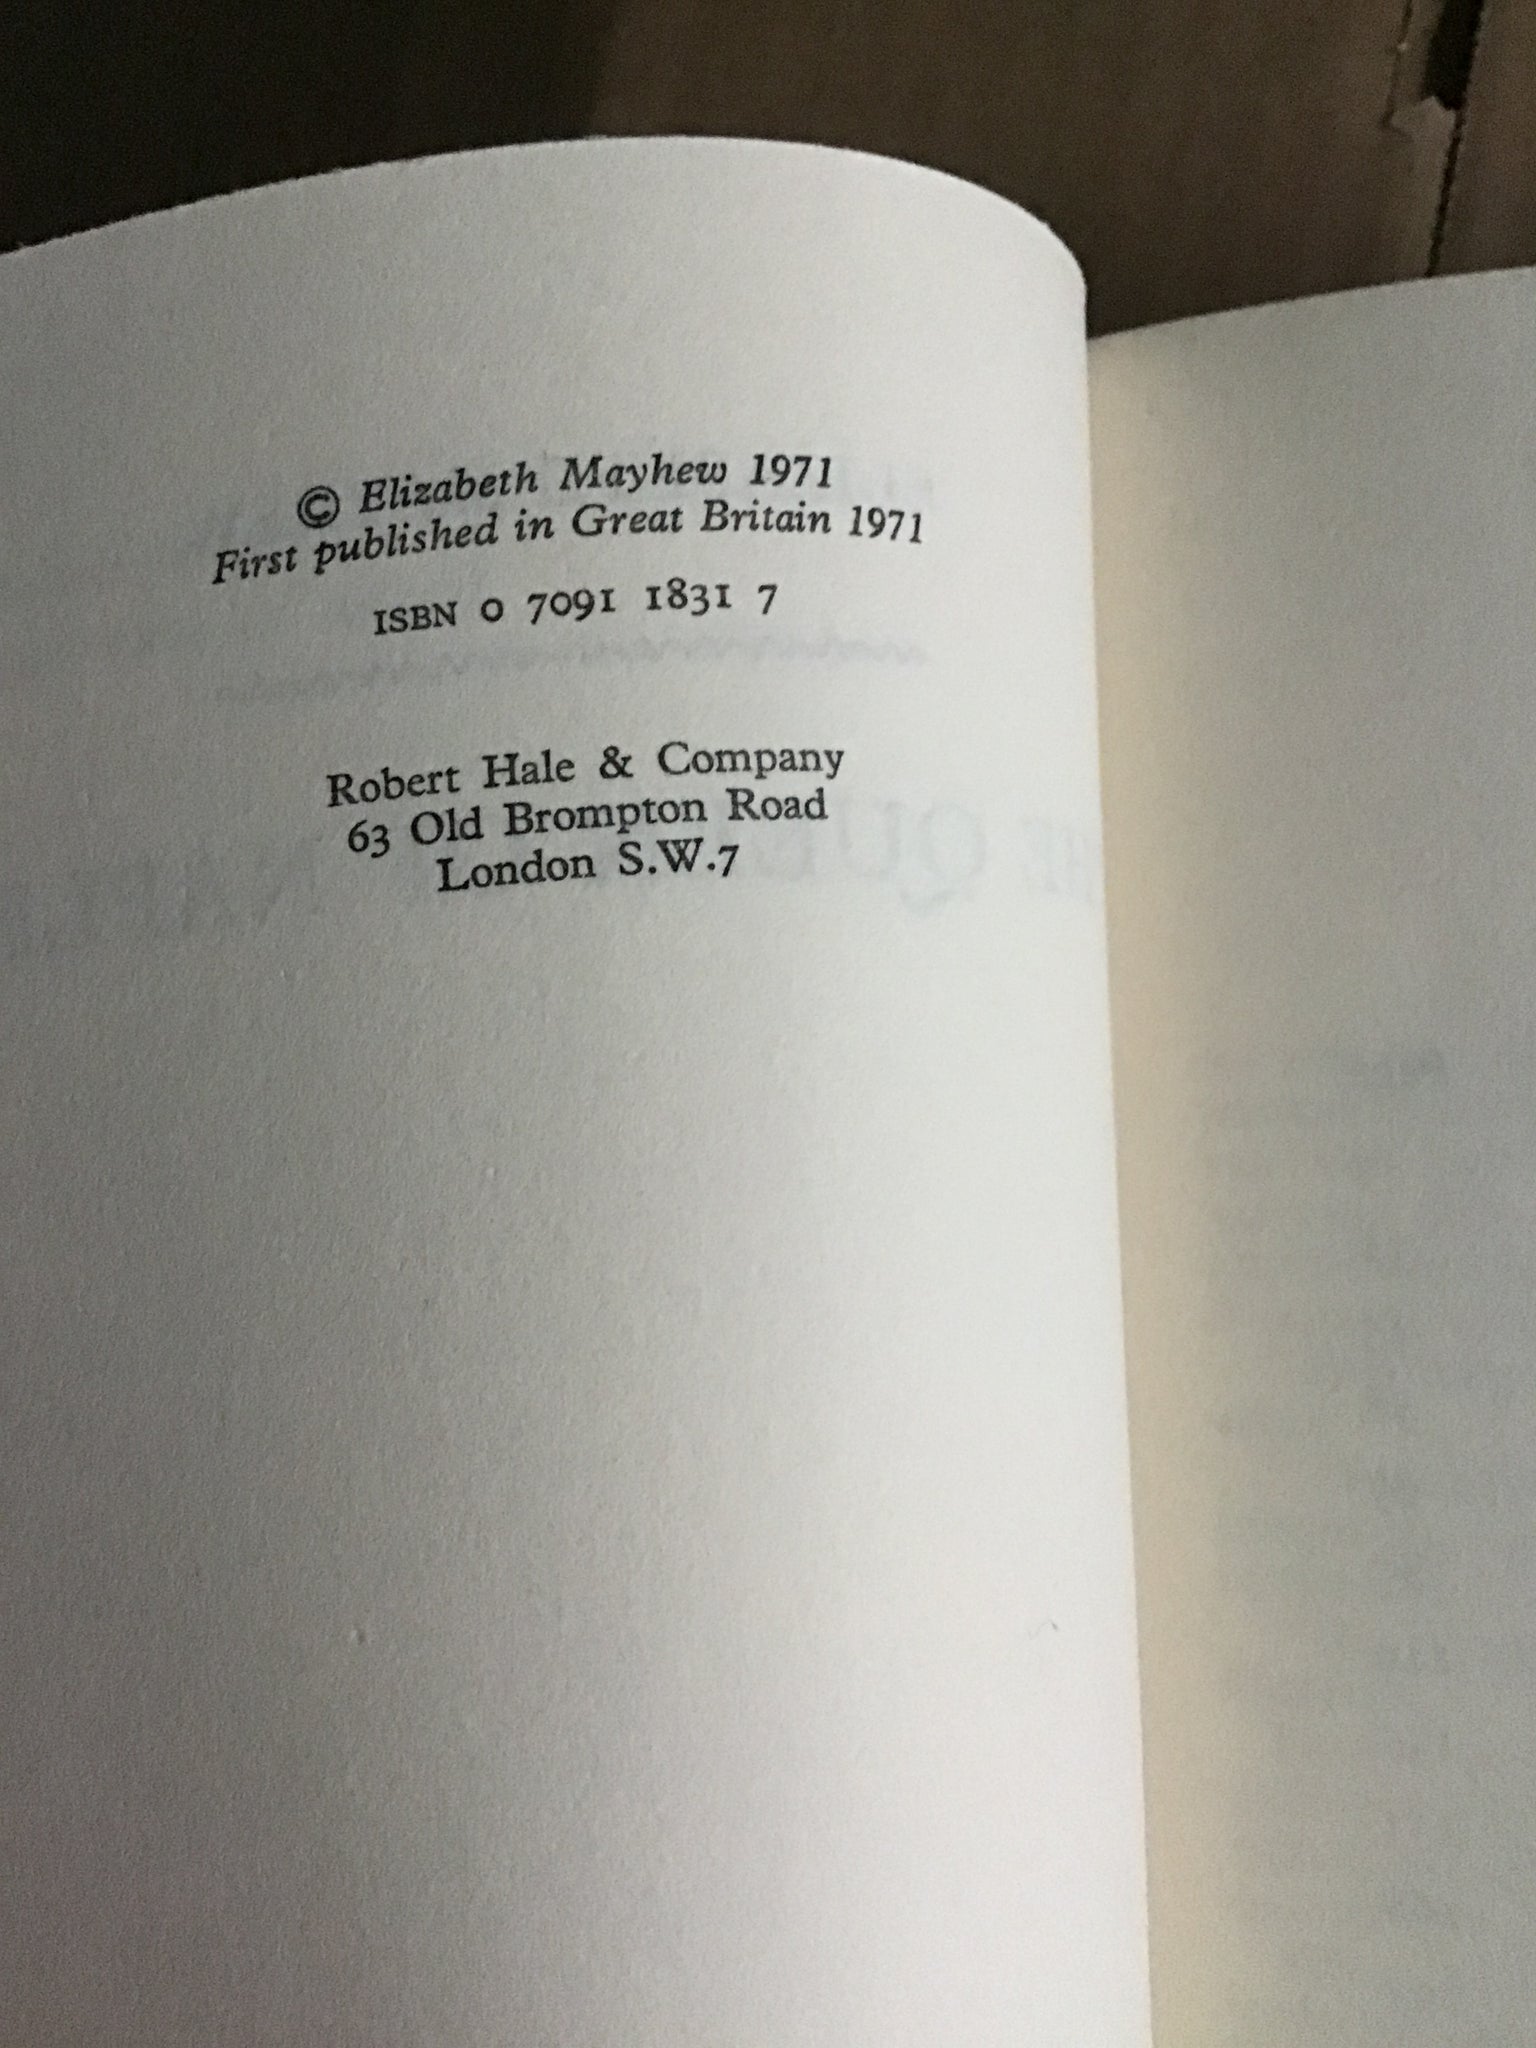 © Elizabeth Mayhew 1971
First published in Great Britain 1971
ISBN 0 7091 1831 7
Robert Hale & Company
63 Old Brompton Road
London S.W.7